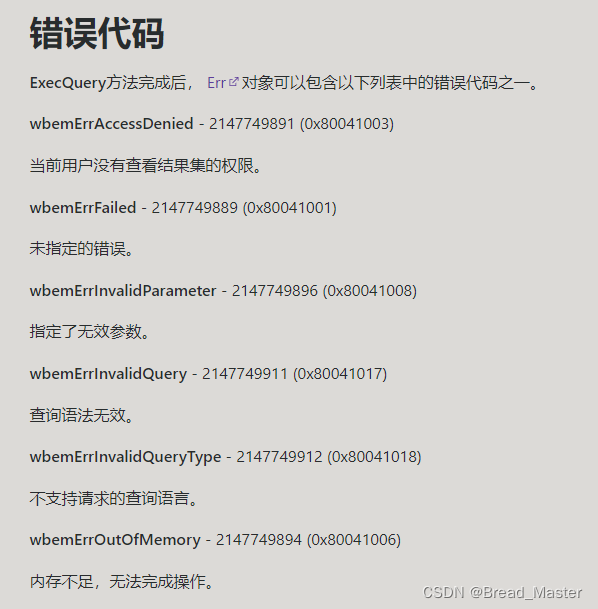 错误代码
ExecQuery方法完成后， Err 对象可以包含以下列表中的错误代码之一。
wbemErrAccessDenied - 2147749891 (0x80041003)
当前用户没有查看结果集的权限。
wbemErrFailed - 2147749889 (0x80041001)
未指定的错误。
wbemErrInvalidParameter - 2147749896 (0x80041008)
指定了无效参数。
wbemErrInvalidQuery - 2147749911 (0x80041017)
查询语法无效。
wbemErrInvalidQueryType - 2147749912 (0x80041018)
不支持请求的查询语言。
wbemErrOutOfMemory - 2147749894 (0x80041006)
内存不足，无法完成操作。
CSDN @Bread_Master